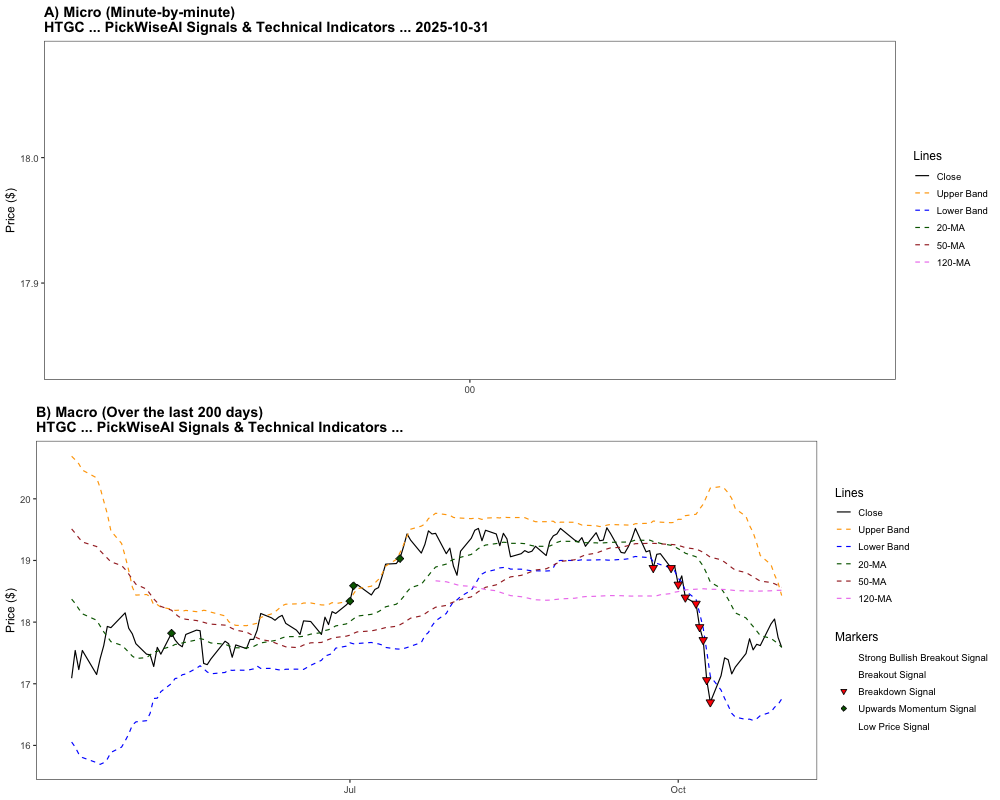 A) Micro (Minute-by-minute)
HTGC ... PickWiseAI Signals & Technical Indicators ... 2025-10-31
Price ($)
18.0
17.9
00
Lines
Close
Upper Band
Lower Band
20-MA
50-MA
120-MA
B) Macro (Over the last 200 days)
HTGC ... PickWiseAI Signals & Technical Indicators ...
Price ($)
20
19
18
17
16
Jul
Oct
Lines
Close
Upper Band
Lower Band
20-MA
50-MA
120-MA
Markers
Strong Bullish Breakout Signal
Breakout Signal
Breakdown Signal
Upwards Momentum Signal
Low Price Signal